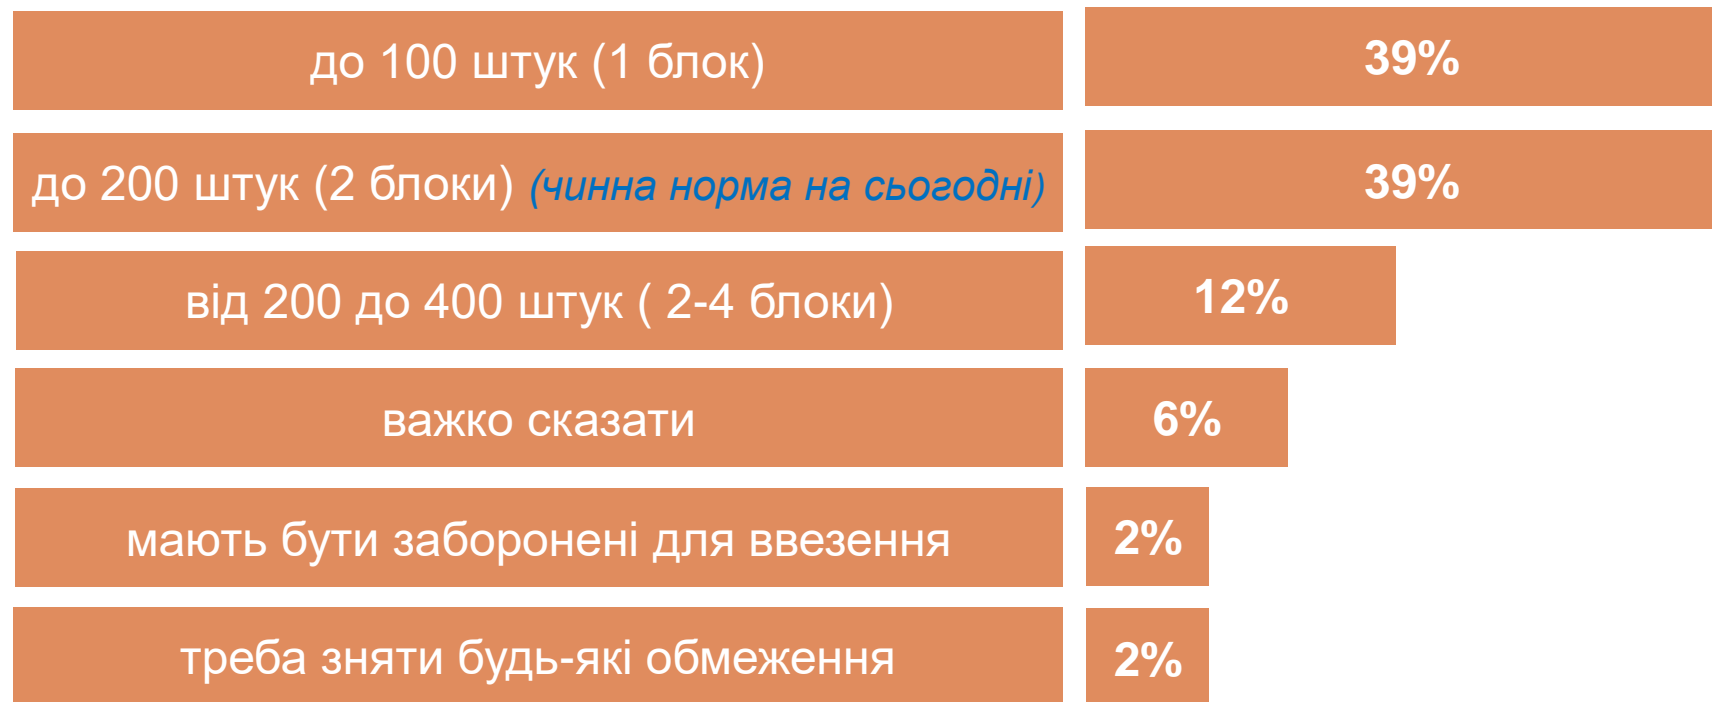 до 100 штук (1 блок) 39%
до 200 штук (2 блоки) (чинна норма на сьогодні) 39%
від 200 до 400 штук ( 2-4 блоки) 12%
важко сказати 6%
мають бути заборонені для ввезення 2%
треба зняти будь-які обмеження 2%